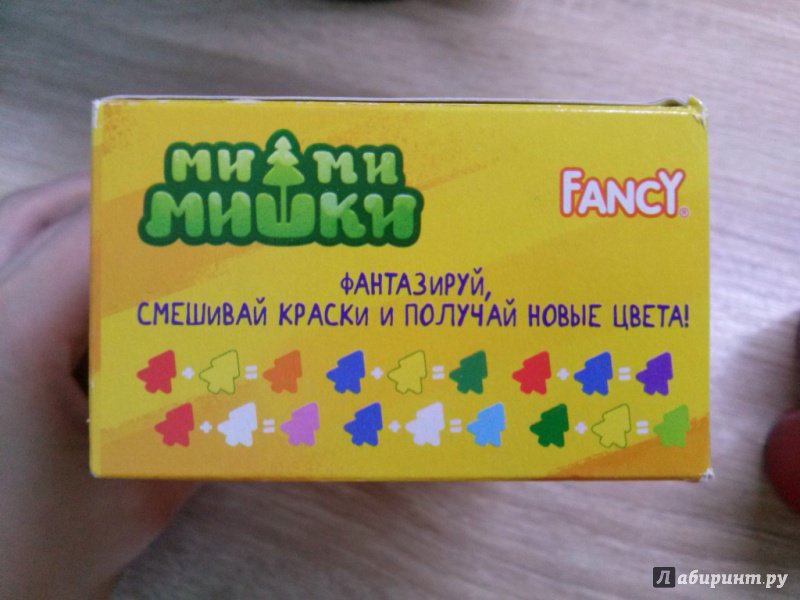 МИ МИ
МИШКИ
FANCY®
ФАНТАЗИРУЙ,
СМЕШИВАЙ КРАСКИ И ПОЛУЧАЙ НОВЫЕ ЦВЕТА!
+ = + = + =
+ = + = + =
Лабиринт.ру